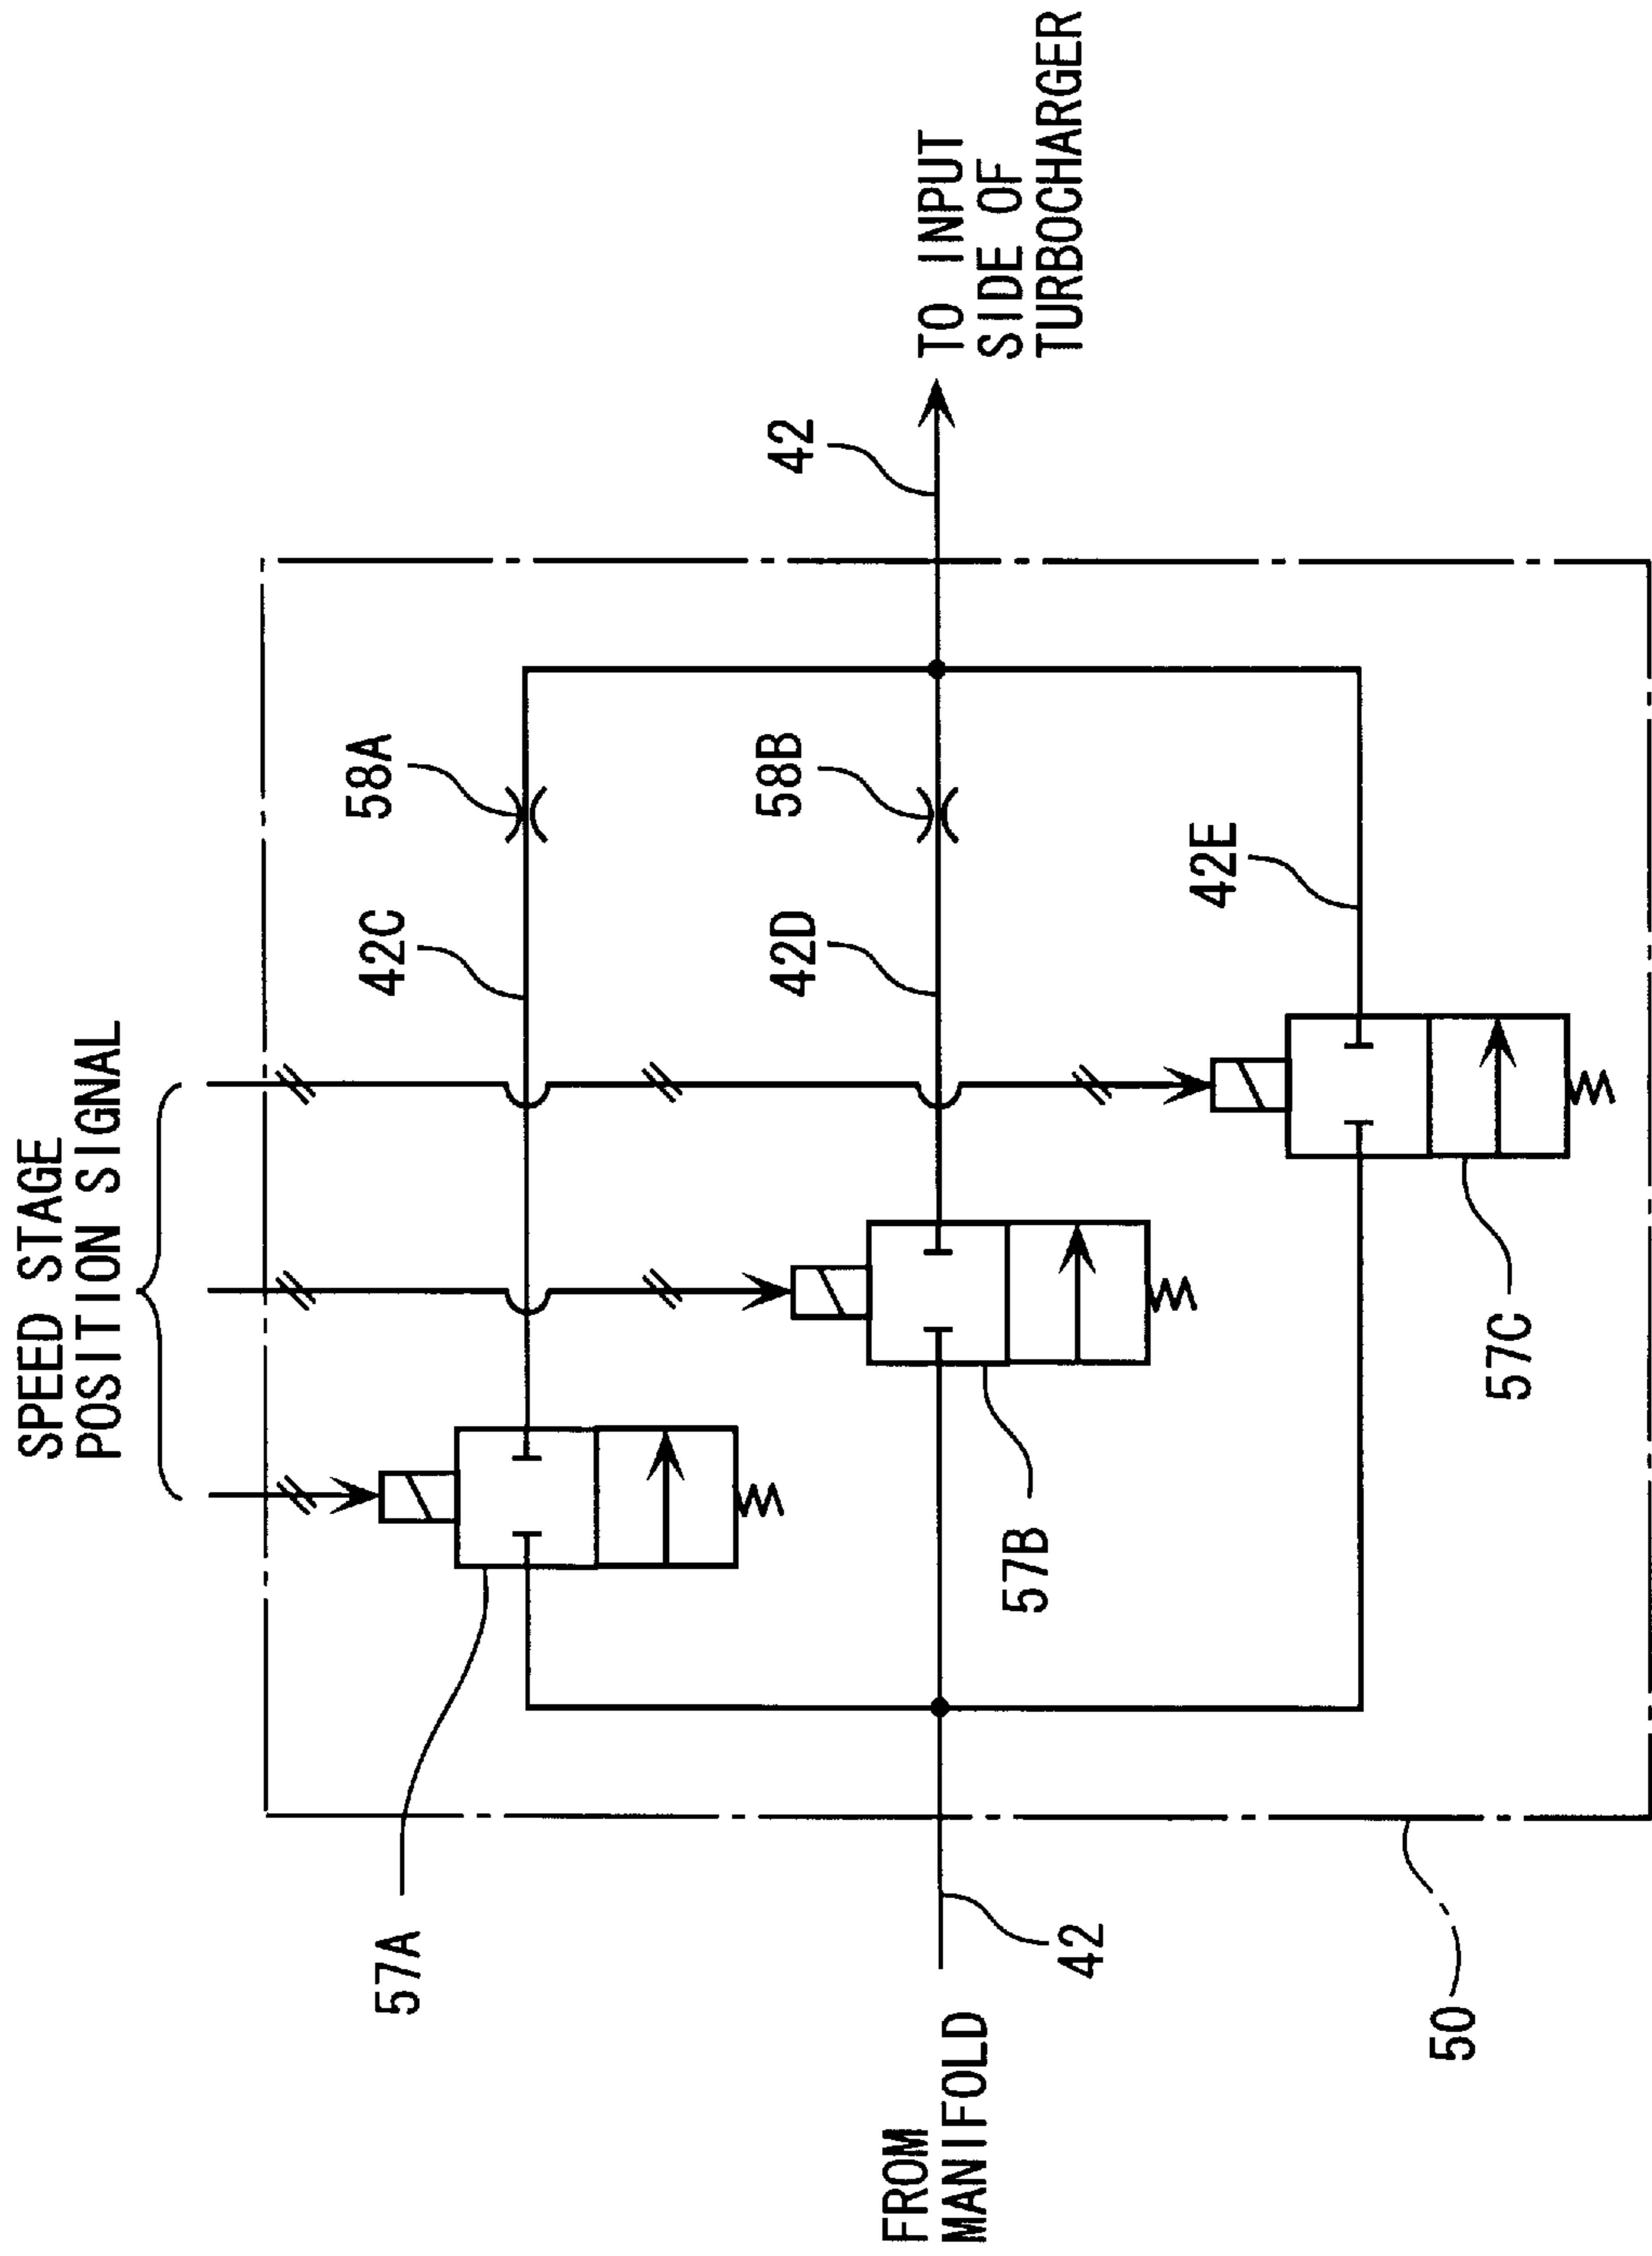 SPEED STAGE
POSITION SIGNAL
57A
42C
58A
42D
58B
42
TO INPUT
SIDE OF
TURBOCHARGER
FROM
MANIFOLD
42
57B
42E
57C
50